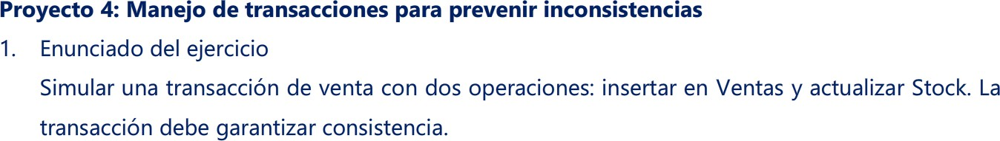 Proyecto 4: Manejo de transacciones para prevenir inconsistencias
1. Enunciado del ejercicio
Simular una transacción de venta con dos operaciones: insertar en Ventas y actualizar Stock. La
transacción debe garantizar consistencia.